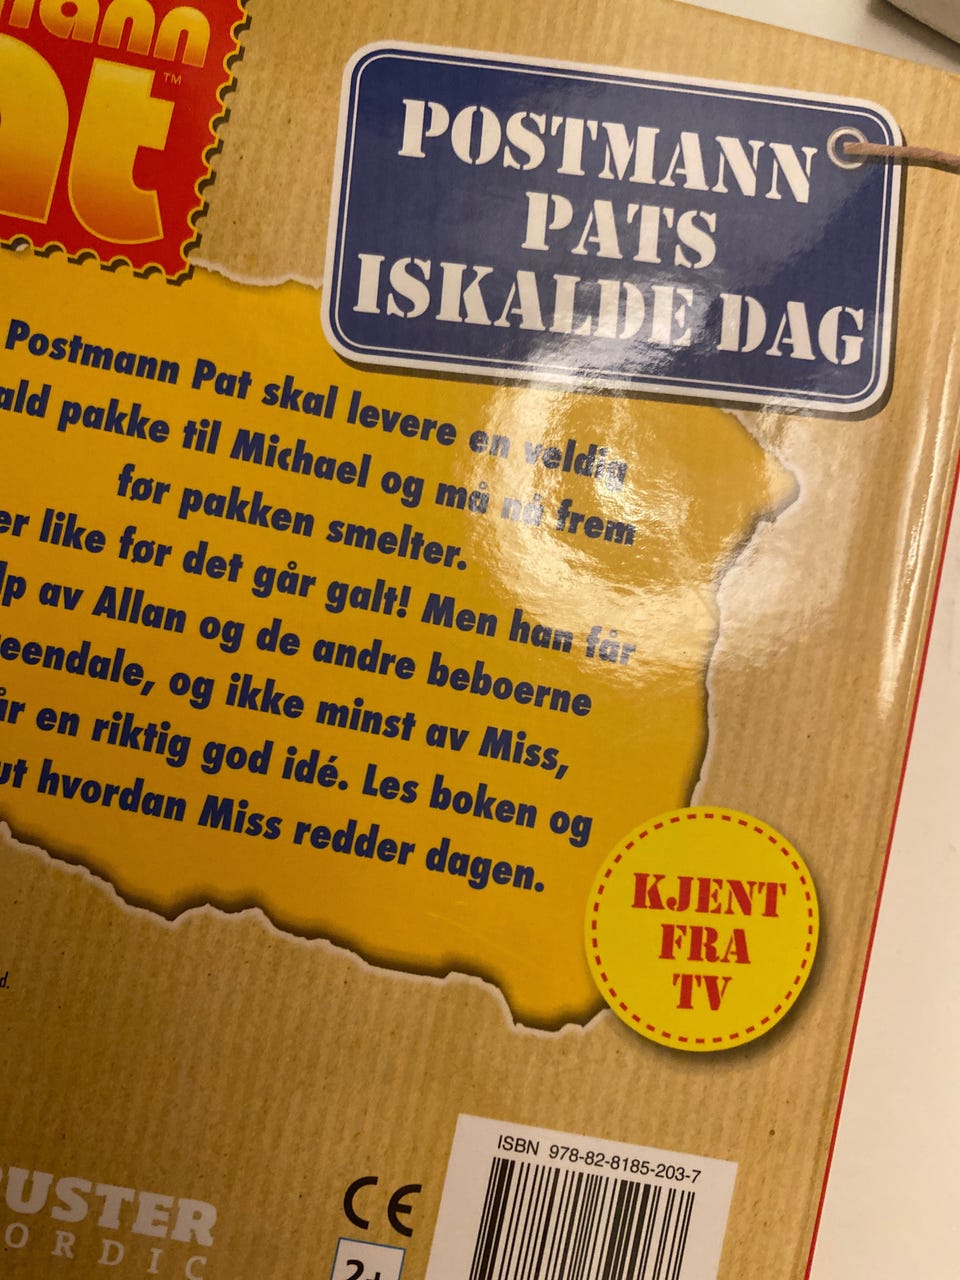 mann
at™
POSTMANN
PATS
ISKALDE DAG
Postmann Pat skal levere en veldig
ald pakke til Michael og må nå frem
før pakken smelter.
er like før det går galt! Men han får
lp av Allan og de andre beboerne
eendale, og ikke minst av Miss,
år en riktig god idé. Les boken og
ut hvordan Miss redder dagen.
KJENT
FRA
TV
d.
ISBN 978-82-8185-203-7
CE
2+
USTER
ORDIC